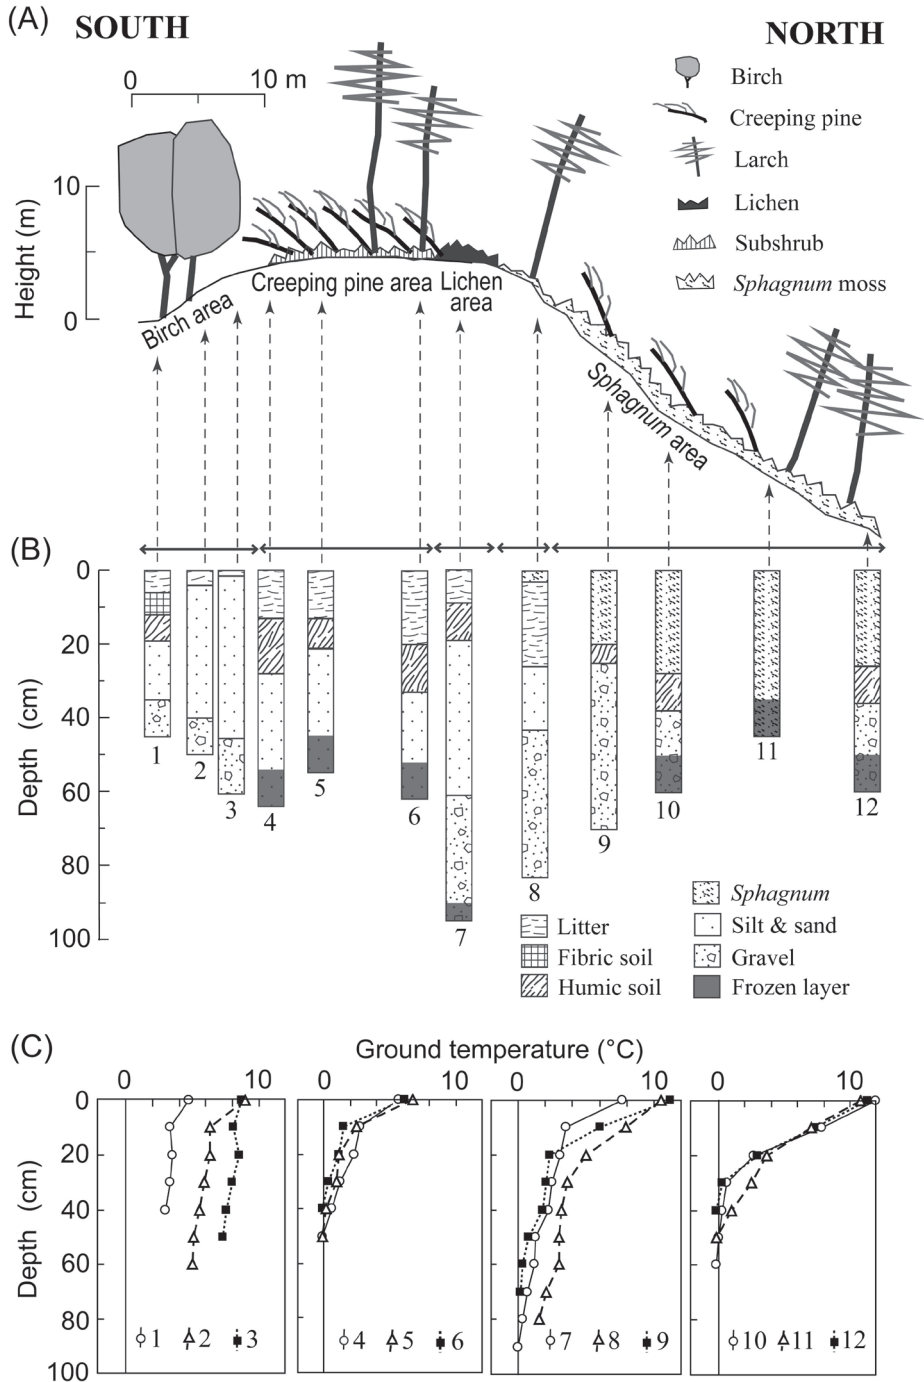 (A)
SOUTH
NORTH
0 10 m
Birch
Creeping pine
Larch
Lichen
Subshrub
Sphagnum moss
Height (m)
10
0
Birch area
Creeping pine area
Lichen
area
Sphagnum area
(B)
Depth (cm)
0
20
40
60
80
100
1
2
3
4
5
6
7
8
9
10
11
12
Litter
Fibric soil
Humic soil
Sphagnum
Silt & sand
Gravel
Frozen layer
(C)
Ground temperature (°C)
0 10 0 10 0 10 0 10
Depth (cm)
0
20
40
60
80
100
1 2 3
4 5 6
7 8 9
10 11 12